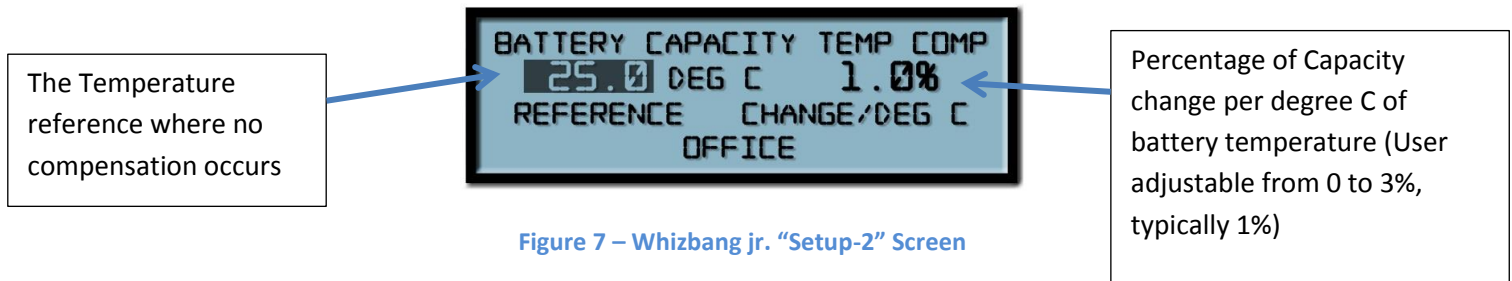 The Temperature
reference where no
compensation occurs
BATTERY CAPACITY TEMP COMP
25.0 DEG C 1.0%
REFERENCE CHANGE/DEG C
OFFICE
Percentage of Capacity
change per degree C of
battery temperature (User
adjustable from 0 to 3%,
typically 1%)
Figure 7 – Whizbang jr. “Setup-2” Screen